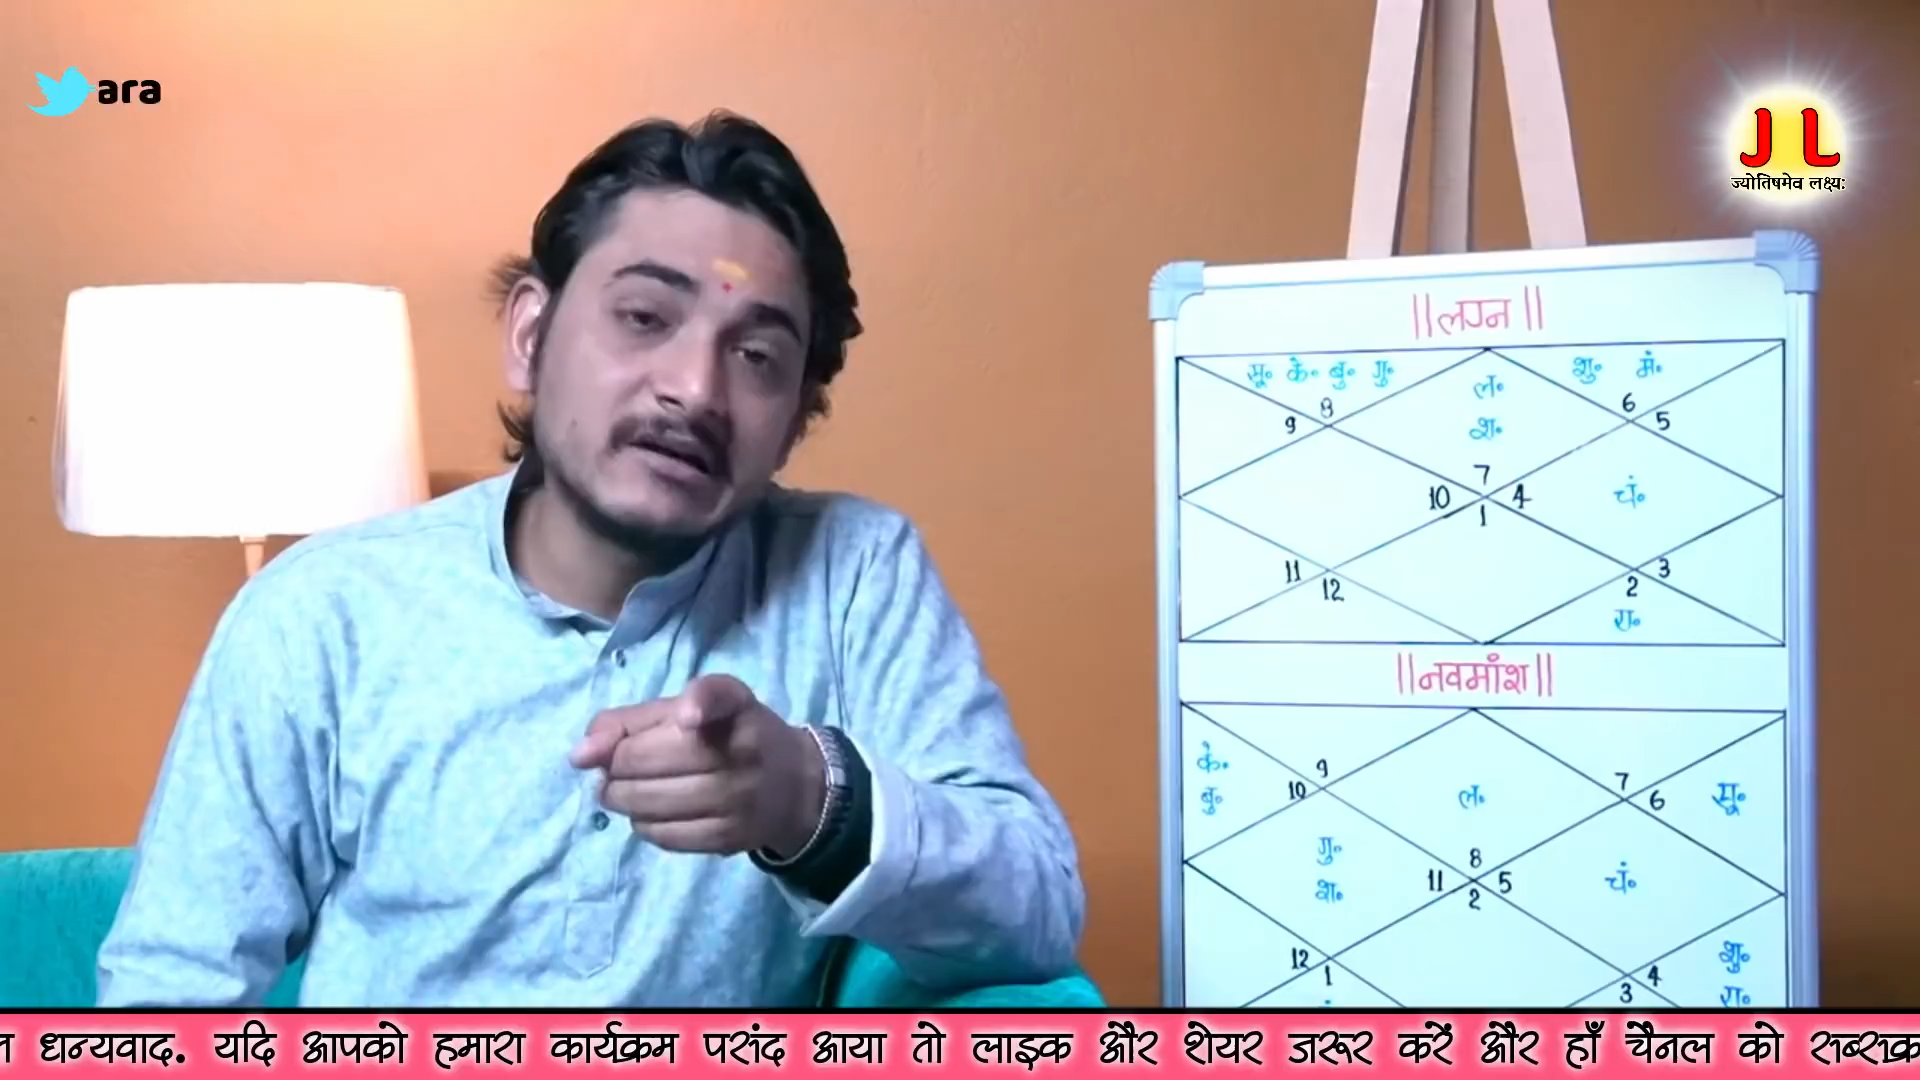 ara
J L
ज्योतिषमेव लक्ष्यः
||लग्न||
सू॰ के॰ बु॰ गु॰
शु॰ मं॰
ल॰
श॰
8
9
6
5
7
10
4
1
चं॰
11
12
3
2
रा॰
||नवमांश||
के॰
बु॰
9
10
ल॰
7
6
सू॰
गु॰
श॰
8
11
5
2
चं॰
12
1
4
3
शु॰
रा॰
धन्यवाद. यदि आपको हमारा कार्यक्रम पसंद आया तो लाइक और शेयर जरूर करें और हाँ चैनल को